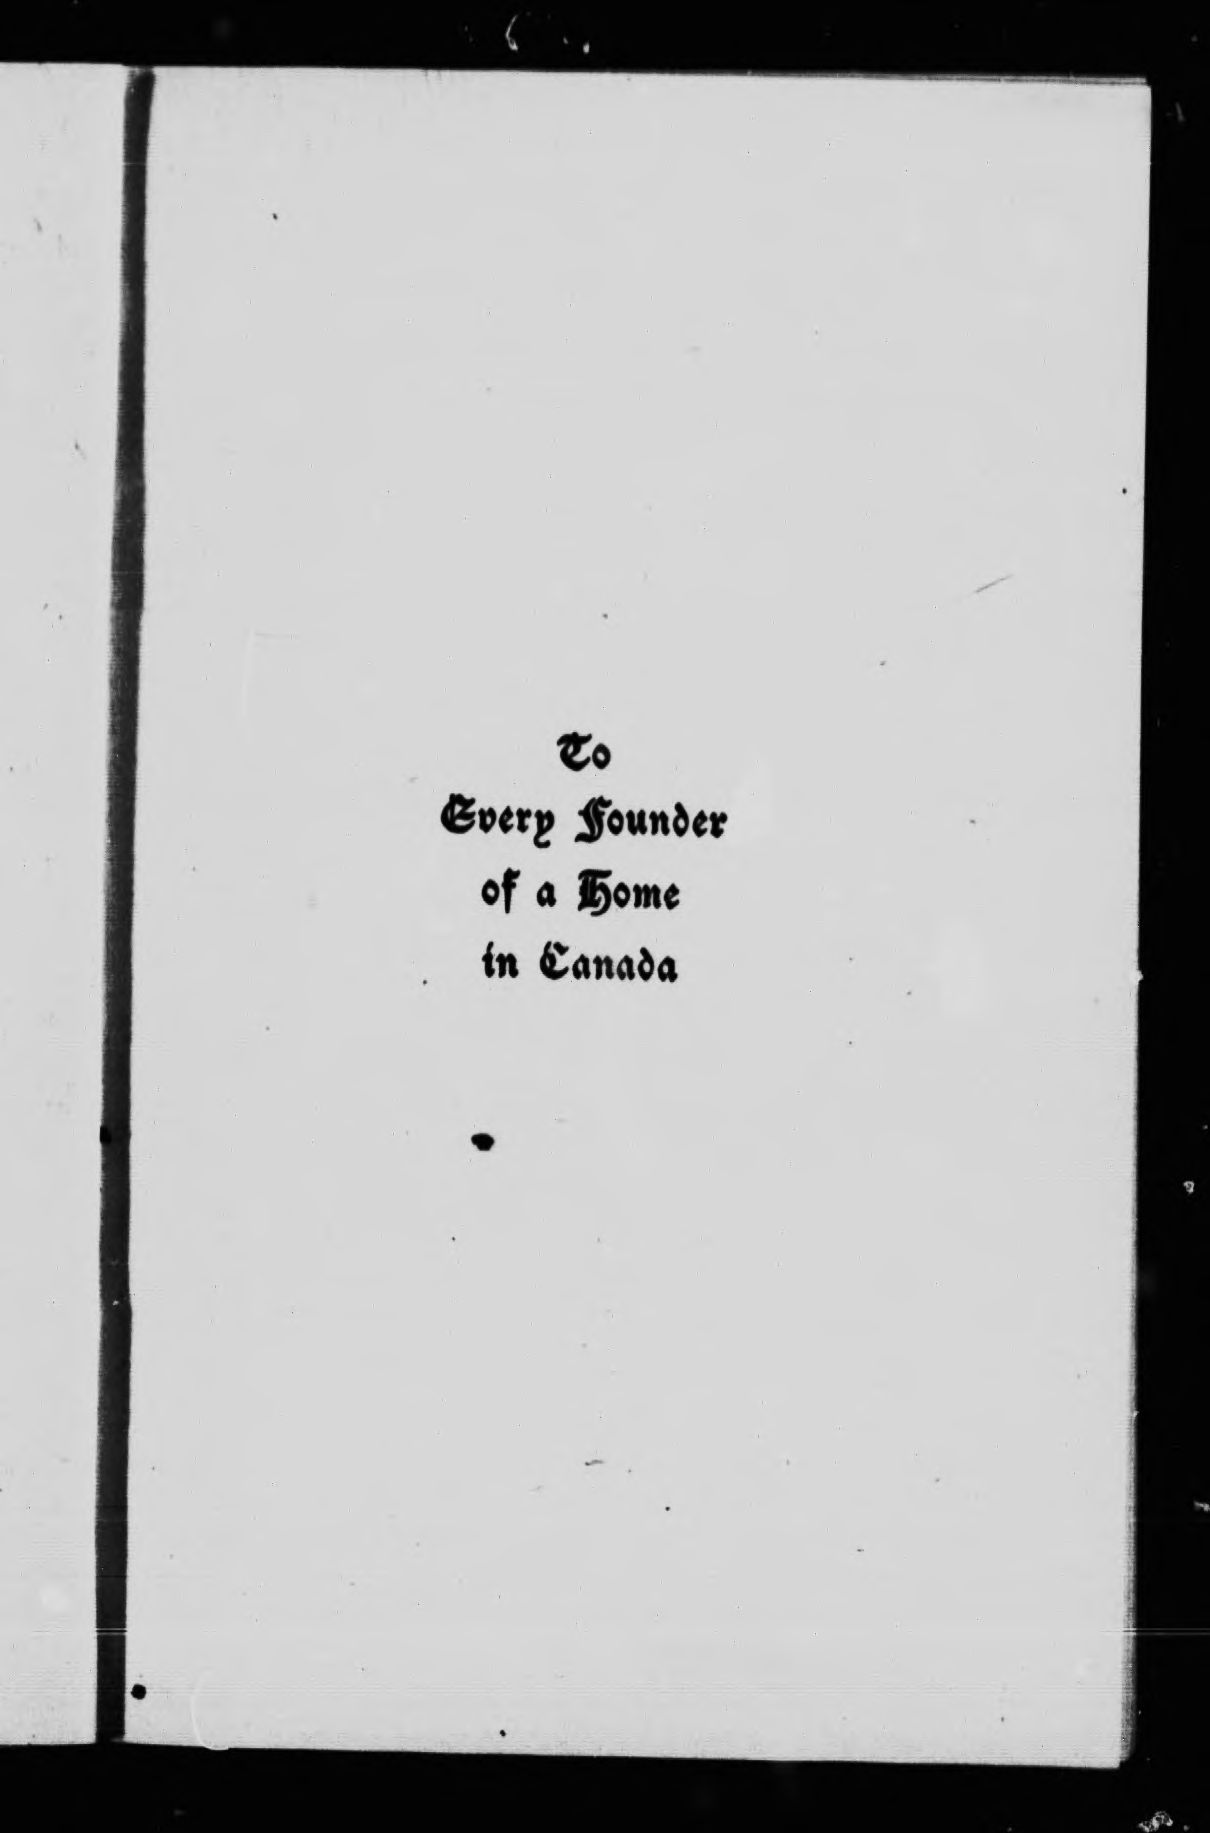 To
Every Founder
of a Home
in Canada